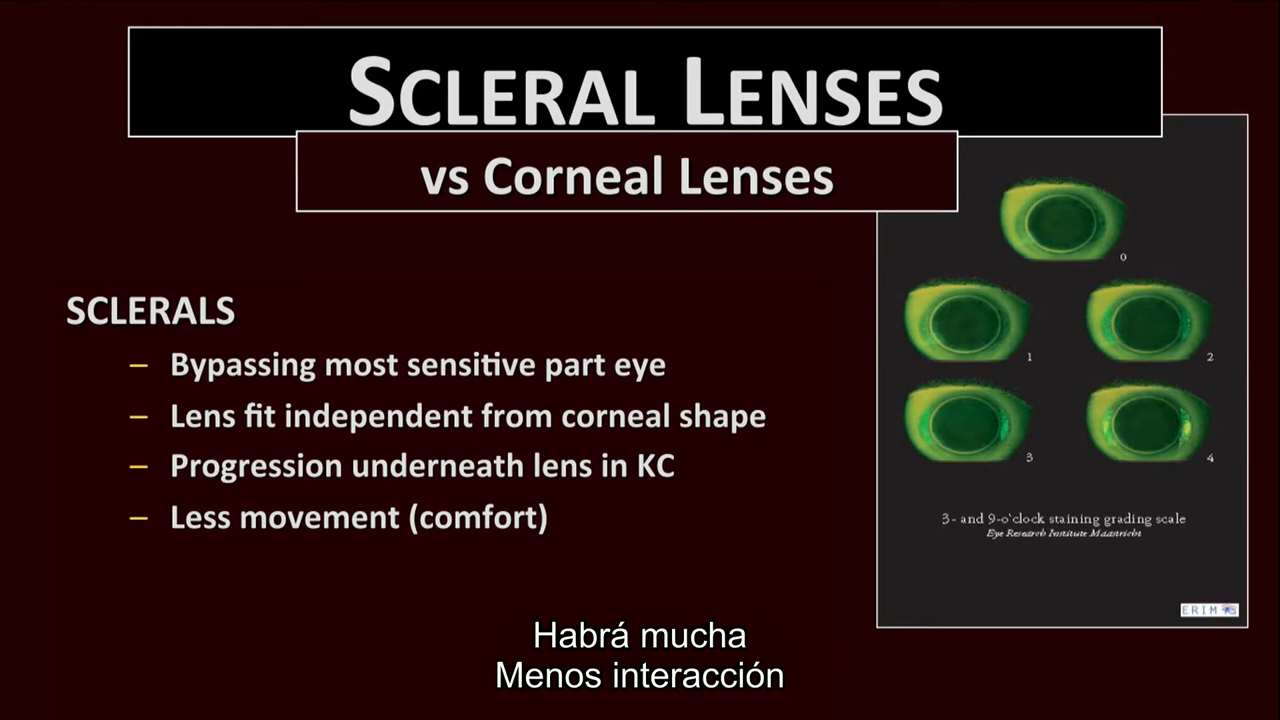 SCLERAL LENSES
vs Corneal Lenses
SCLERALS
– Bypassing most sensitive part eye
– Lens fit independent from corneal shape
– Progression underneath lens in KC
– Less movement (comfort)
0
1
2
3
4
3- and 9-o'clock staining grading scale
Eye Research Institute Maastricht
ERIM
Habrá mucha
Menos interacción